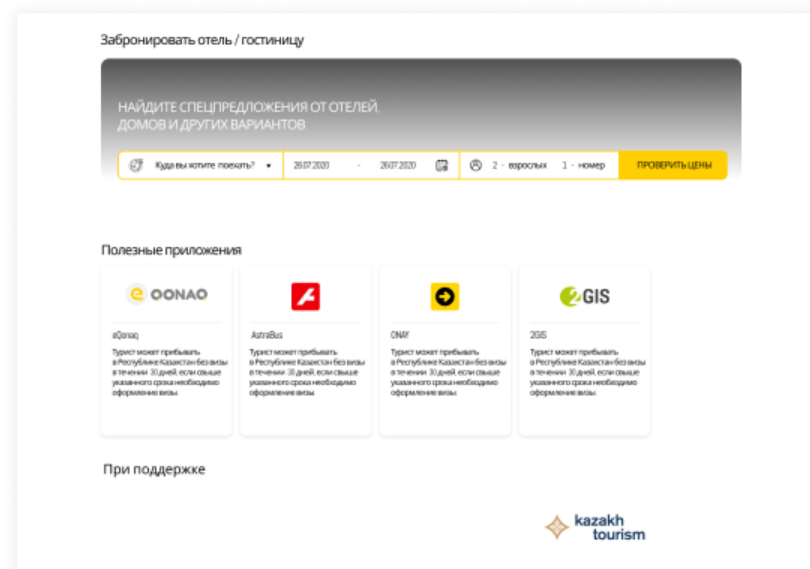 Забронировать отель / гостиницу
НАЙДИТЕ СПЕЦПРЕДЛОЖЕНИЯ ОТ ОТЕЛЕЙ,
ДОМОВ И ДРУГИХ ВАРИАНТОВ
Куда вы хотите поехать? 26.07.2020 - 26.07.2020 2 - взрослых 1 - номер ПРОВЕРИТЬ ЦЕНЫ
Полезные приложения
e QONAQ
2GIS
eQonaq
Турист может прибывать
в Республике Казахстан без визы
в течении 30 дней, если свыше
указанного срока необходимо
оформление визы
AstraBus
Турист может прибывать
в Республике Казахстан без визы
в течении 30 дней, если свыше
указанного срока необходимо
оформление визы
ONAY
Турист может прибывать
в Республике Казахстан без визы
в течении 30 дней, если свыше
указанного срока необходимо
оформление визы
2GIS
Турист может прибывать
в Республике Казахстан без визы
в течении 30 дней, если свыше
указанного срока необходимо
оформление визы
При поддержке
kazakh
tourism